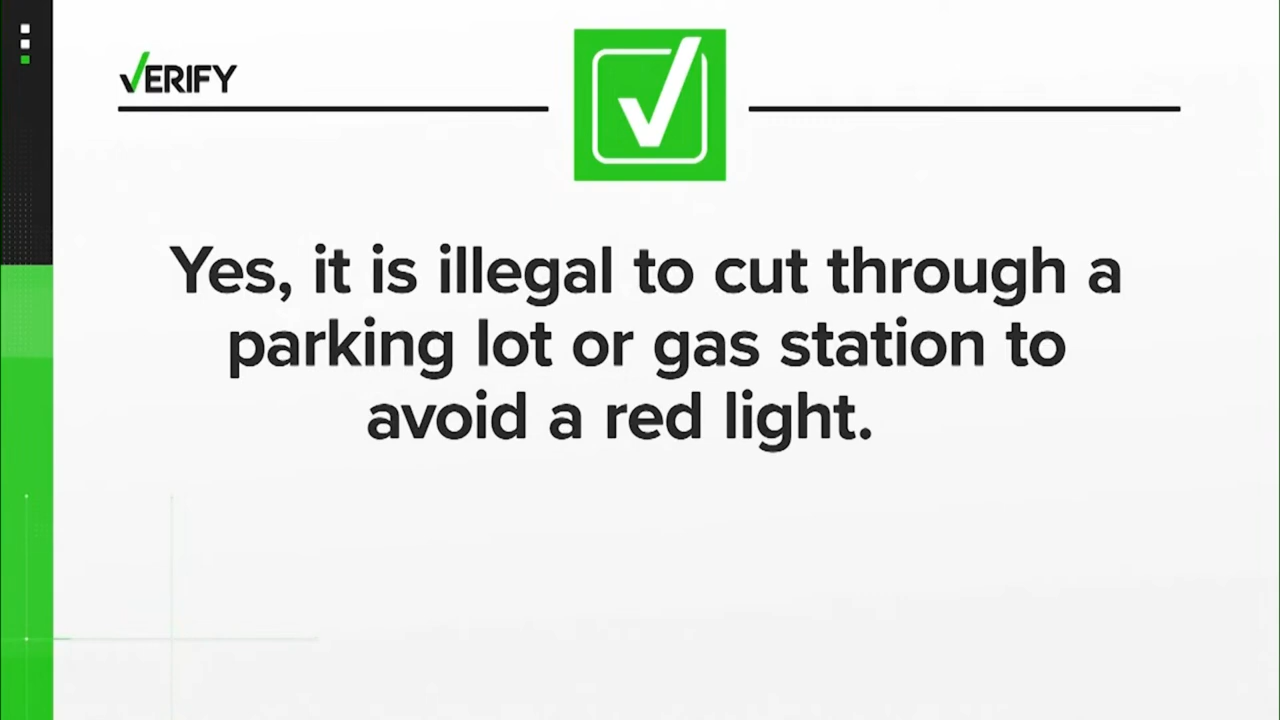 VERIFY
Yes, it is illegal to cut through a
parking lot or gas station to
avoid a red light.